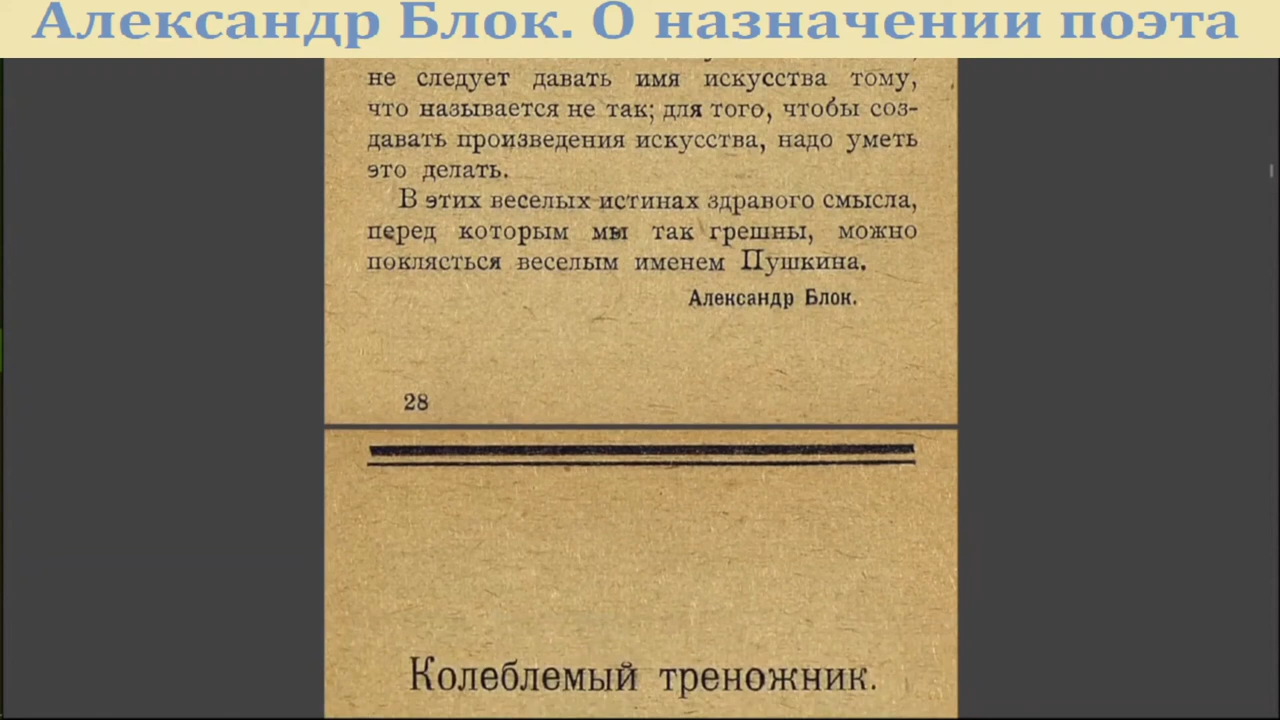 Александр Блок. О назначении поэта
не следует давать имя искусства тому,
что называется не так; для того, чтобы соз-
давать произведения искусства, надо уметь
это делать.
В этих веселых истинах здравого смысла,
перед которым мы так грешны, можно
поклясться веселым именем Пушкина.
Александр Блок.
28
Колеблемый треножник.